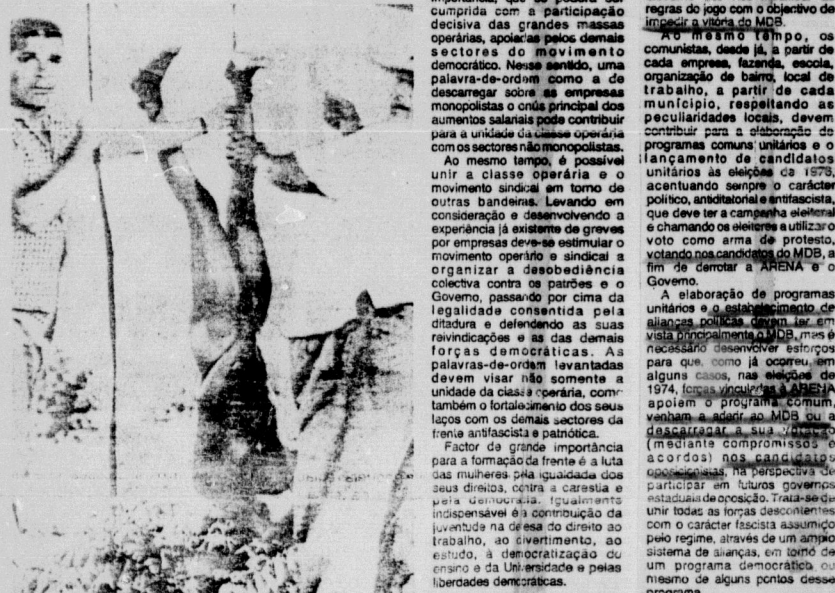 cumprida com a participação
decisiva das grandes massas
operárias, apoiadas pelos demais
sectores do movimento
democrático. Nesse sentido, uma
palavra-de-ordem como a de
descarregar sobre as empresas
monopolistas o onús principal dos
aumentos salariais pode contribuir
para a unidade da classe operária
com os sectores não monopolistas.
Ao mesmo tempo, é possível
unir a classe operária e o
movimento sindical em torno de
outras bandeiras. Levando em
consideração e desenvolvendo a
experiência já existente de greves
por empresas deve-se estimular o
movimento operário e sindical a
organizar a desobediência
colectiva contra os patrões e o
Governo, passando por cima da
legalidade consentida pela
ditadura e defendendo as suas
reivindicações e as das demais
forças democráticas. As
palavras-de-ordem levantadas
devem visar não somente a
unidade da classe operária, como
também o fortalecimento dos seus
laços com os demais sectores da
frente antifascista e patriótica.
Factor de grande importância
para a formação da frente é a luta
das mulheres pela igualdade dos
seus direitos, contra a carestia e
pela democracia. Igualmente
indispensável é a contribuição da
juventude na defesa do direito ao
trabalho, ao divertimento, ao
estudo, à democratização do
ensino e da Universidade e pelas
liberdades democráticas.
regras do jogo com o objectivo de
impedir a vitória do MDB.
Ao mesmo tempo, os
comunistas, desde já, a partir de
cada empresa, fazenda, escola,
organização de bairro, local de
trabalho, a partir de cada
município, respeitando as
peculiaridades locais, devem
contribuir para a elaboração de
programas comuns unitários e o
lançamento de candidatos
unitários às eleições de
acentuando sempre o carácter
político, antiditatorial e antifascista,
que deve ter a campanha eleitoral
e chamando os eleitores a utilizar o
voto como arma de protesto,
votando nos candidatos do MDB, a
fim de derrotar a ARENA e o
Governo.
A elaboração de programas
unitários e o estabelecimento de
alianças políticas devem ter em
vista principalmente o MDB, mas é
necessário desenvolver esforços
para que, como já ocorreu, em
alguns casos, nas eleições de
1974, forças vinculadas à ARENA
apoiem o programa comum,
venham a aderir ao MDB ou a
descarregar a sua votação
(mediante compromissos e
acordos) nos candidatos
oposicionistas, na perspectiva de
participar em futuros governos
estaduais de oposição. Trata-se de
unir todas as forças descontentes
com o carácter fascista assumido
pelo regime, através de um amplo
sistema de alianças, em torno de
um programa democrático ou
mesmo de alguns pontos desse
programa.